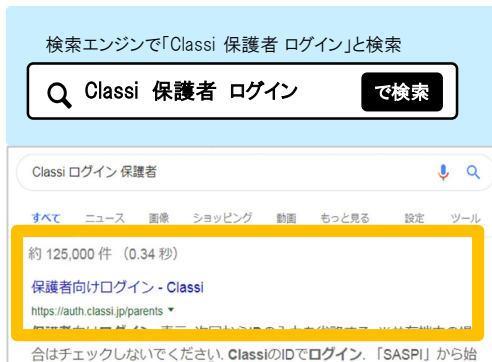 検索エンジンで「Classi 保護者 ログイン」と検索
Classi 保護者 ログイン で検索
Classi ログイン 保護者
すべて ニュース 画像 ショッピング 動画 もっと見る 設定 ツール
約 125,000 件 （0.34 秒）
保護者向けログイン - Classi
https://auth.classi.jp/parents
合はチェックしないでください. ClassiのIDでログイン. 「SASPI」から始